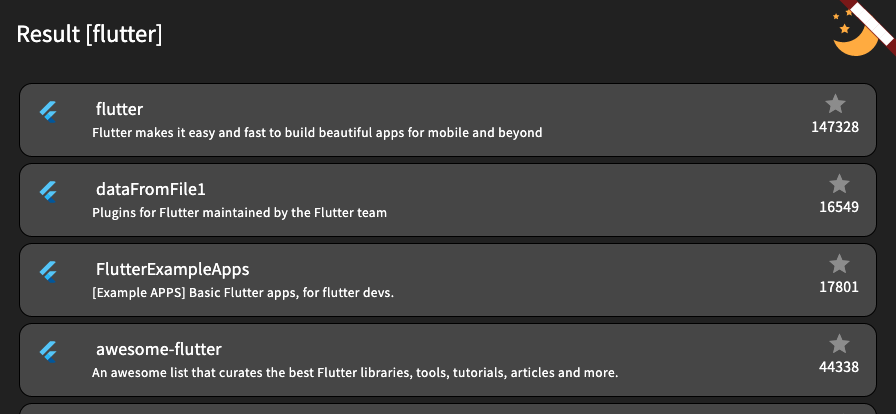 Result [flutter]
flutter
147328
Flutter makes it easy and fast to build beautiful apps for mobile and beyond
dataFromFile1
16549
Plugins for Flutter maintained by the Flutter team
FlutterExampleApps
17801
[Example APPS] Basic Flutter apps, for flutter devs.
awesome-flutter
44338
An awesome list that curates the best Flutter libraries, tools, tutorials, articles and more.